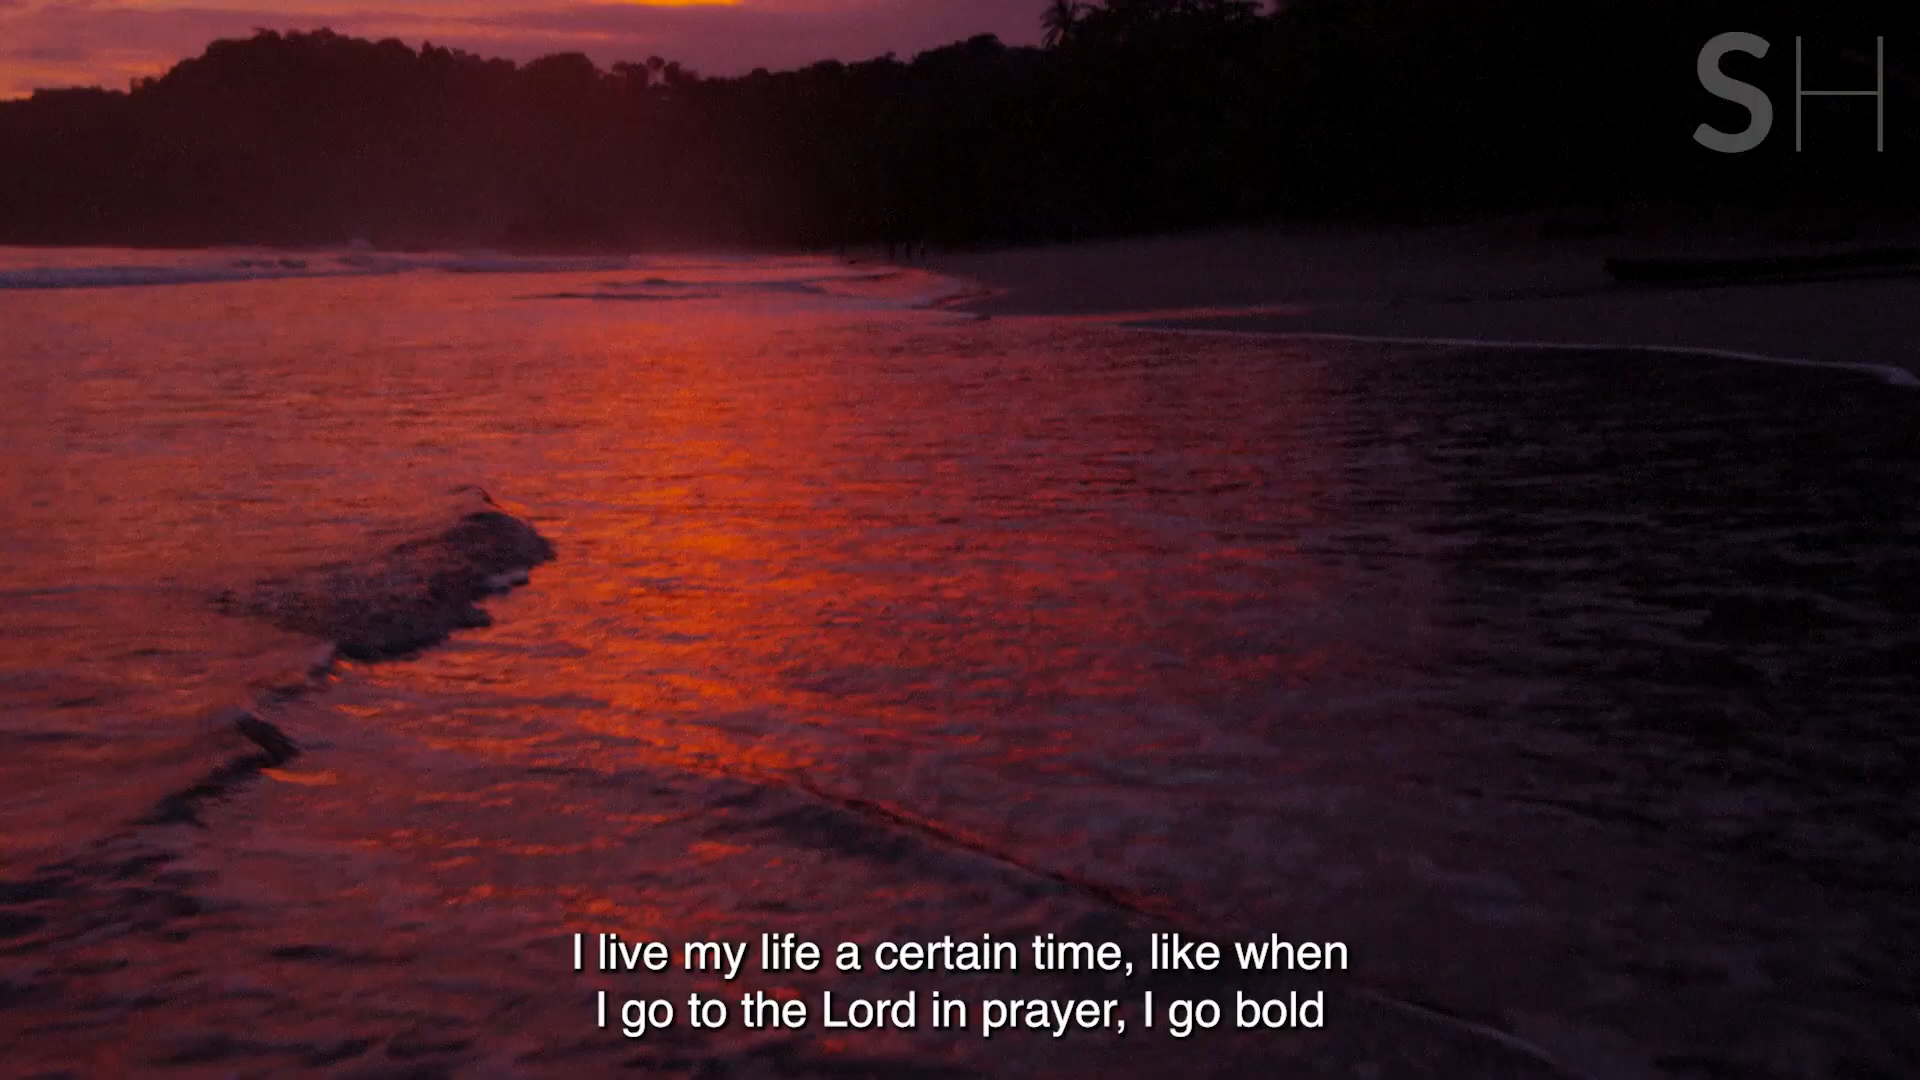 SH
I live my life a certain time, like when
I go to the Lord in prayer, I go bold